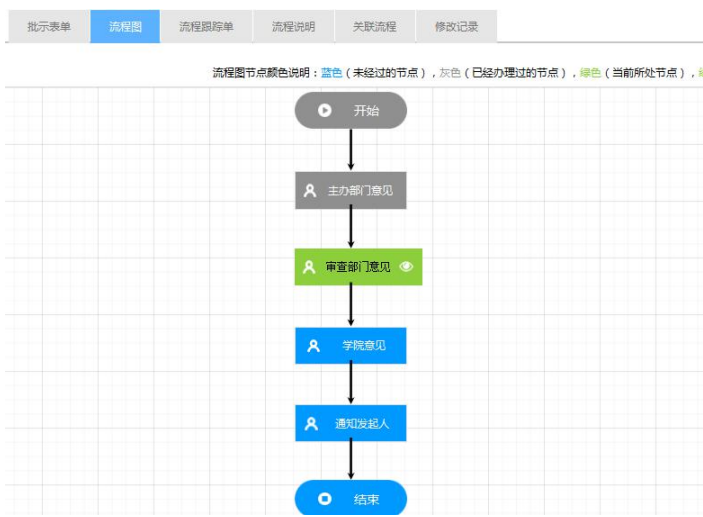 批示表单 流程图 流程跟踪单 流程说明 关联流程 修改记录
流程图节点颜色说明：蓝色（未经过的节点），灰色（已经办理过的节点），绿色（当前所处节点），
开始
主办部门意见
审查部门意见
学院意见
通知发起人
结束